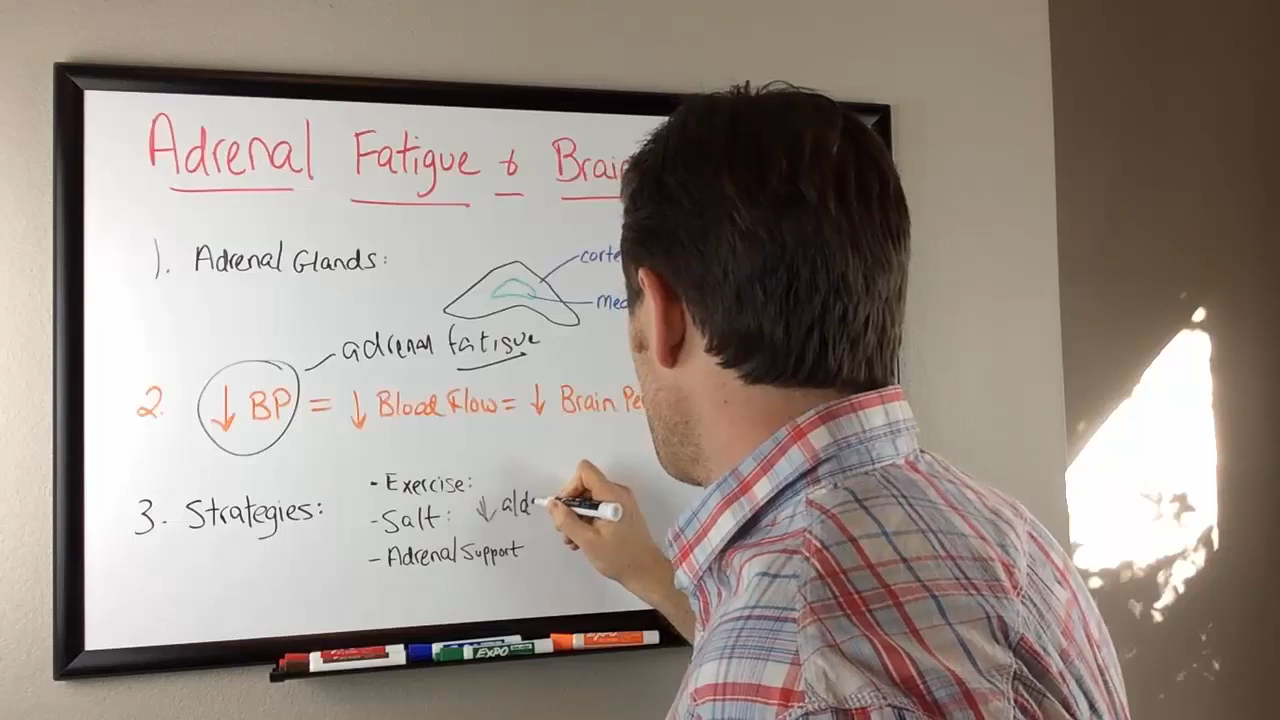 Adrenal Fatigue & Brain
1). Adrenal Glands:
corte
med
adrenal fatigue
2. ↓ BP = ↓ Blood Flow = ↓ Brain Pe
3. Strategies:
- Exercise:
- Salt: ↓ aldo
- Adrenal Support
EXPO